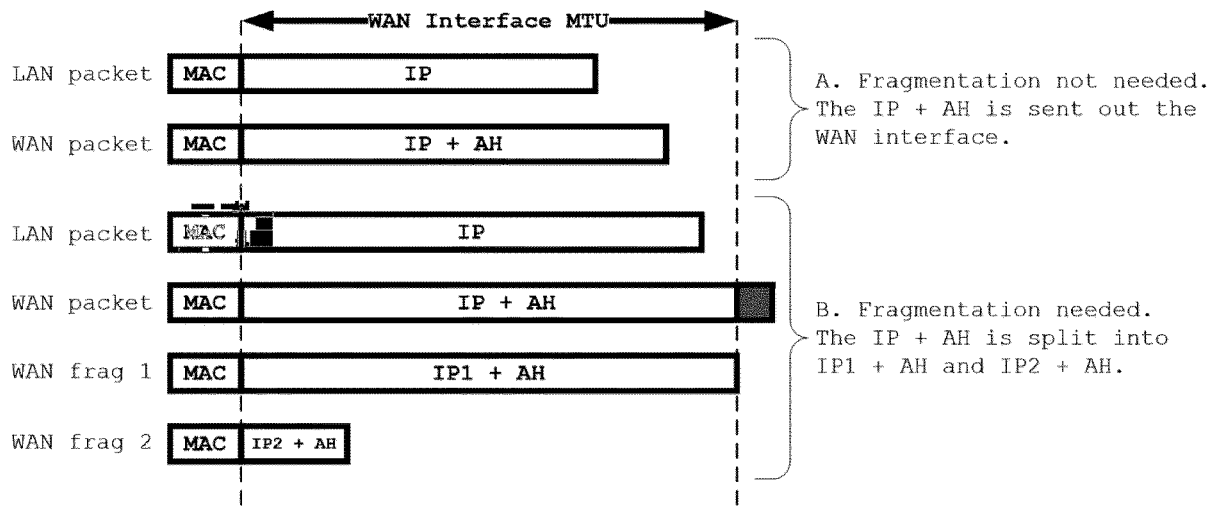 WAN Interface MTU
LAN packet MAC IP
WAN packet MAC IP + AH
A. Fragmentation not needed.
The IP + AH is sent out the
WAN interface.
LAN packet MAC IP
WAN packet MAC IP + AH
WAN frag 1 MAC IP1 + AH
WAN frag 2 MAC IP2 + AH
B. Fragmentation needed.
The IP + AH is split into
IP1 + AH and IP2 + AH.